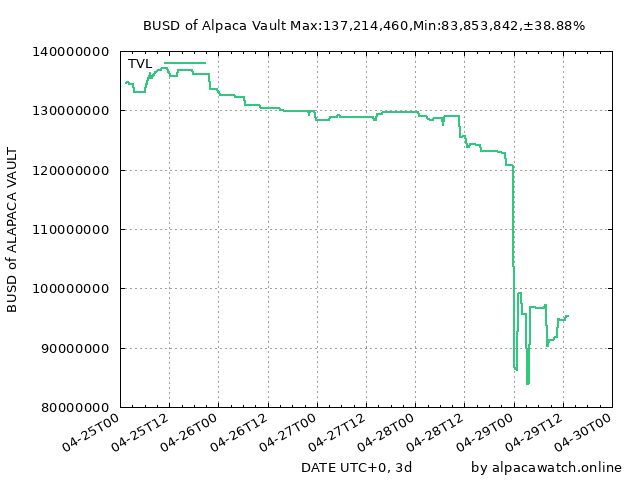 BUSD of Alpaca Vault Max:137,214,460,Min:83,853,842,±38.88%
TVL
140000000
130000000
120000000
110000000
100000000
90000000
80000000
BUSD of ALAPACA VAULT
04-25T00
04-25T12
04-26T00
04-26T12
04-27T00
04-27T12
04-28T00
04-28T12
04-29T00
04-29T12
04-30T00
DATE UTC+0, 3d
by alpacawatch.online